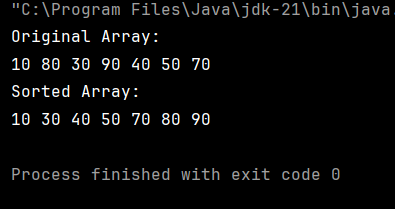 "C:\Program Files\Java\jdk-21\bin\java.
Original Array:
10 80 30 90 40 50 70
Sorted Array:
10 30 40 50 70 80 90
Process finished with exit code 0